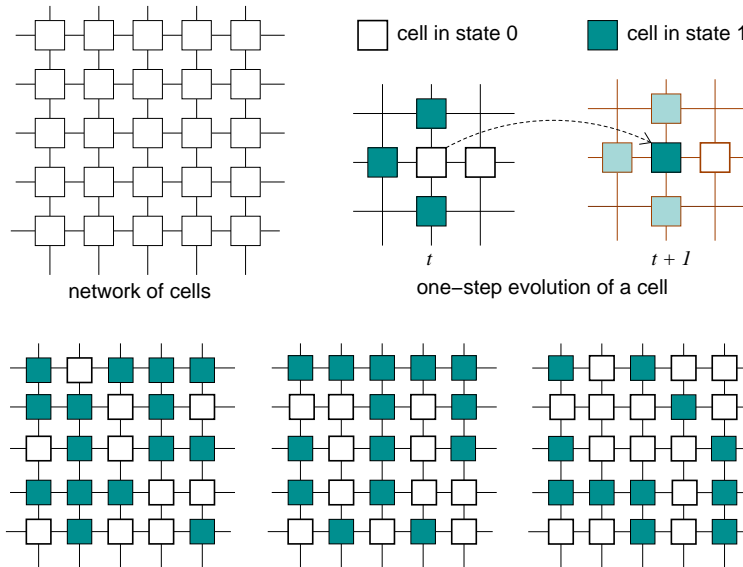 cell in state 0
cell in state 1
t
t + 1
network of cells
one−step evolution of a cell